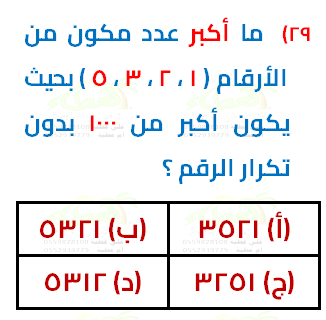 ٢٩) ما أكبر عدد مكون من
الأرقام ( ١ ، ٢ ، ٣ ، ٥ ) بحيث
يكون أكبر من ١٠٠٠ بدون
تكرار الرقم ؟
(أ) ٣٥٢١ (ب) ٥٣٢١
(ج) ٣٢٥١ (د) ٥٣١٢